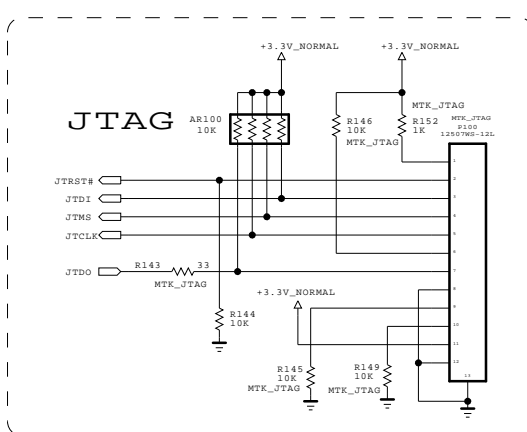 +3.3V_NORMAL
+3.3V_NORMAL
JTAG
AR100
10K
R146
10K
MTK_JTAG
MTK_JTAG
R152
1K
MTK_JTAG
P100
12507WS-12L
JTRST#
JTDI
JTMS
JTCLK
JTDO
R143
33
MTK_JTAG
1
2
3
4
5
6
7
8
9
10
11
12
13
+3.3V_NORMAL
R144
10K
R145
10K
MTK_JTAG
R149
10K
MTK_JTAG